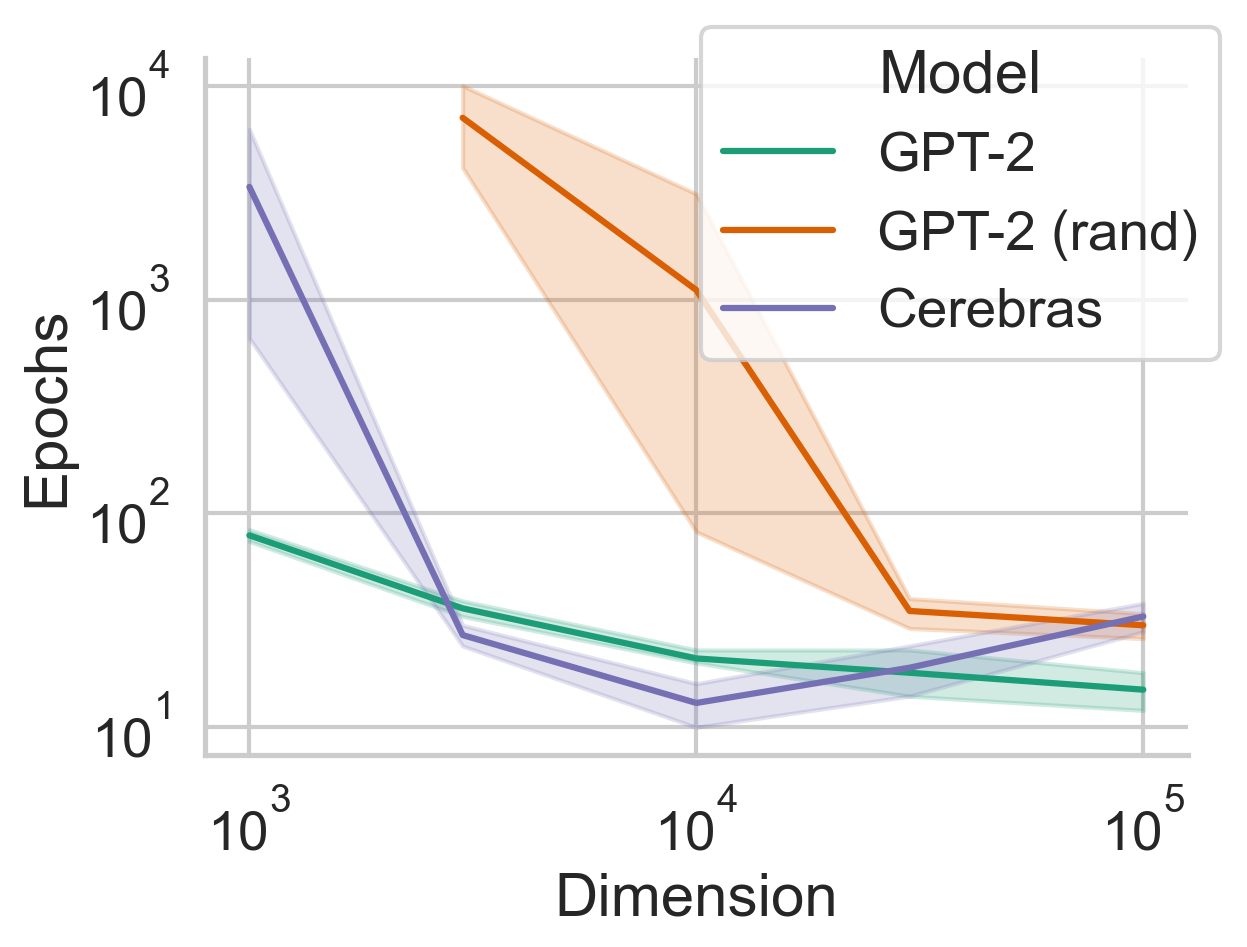 Model
GPT-2
GPT-2 (rand)
Cerebras
10^4
10^3
10^2
10^1
Epochs
10^3 10^4 10^5
Dimension